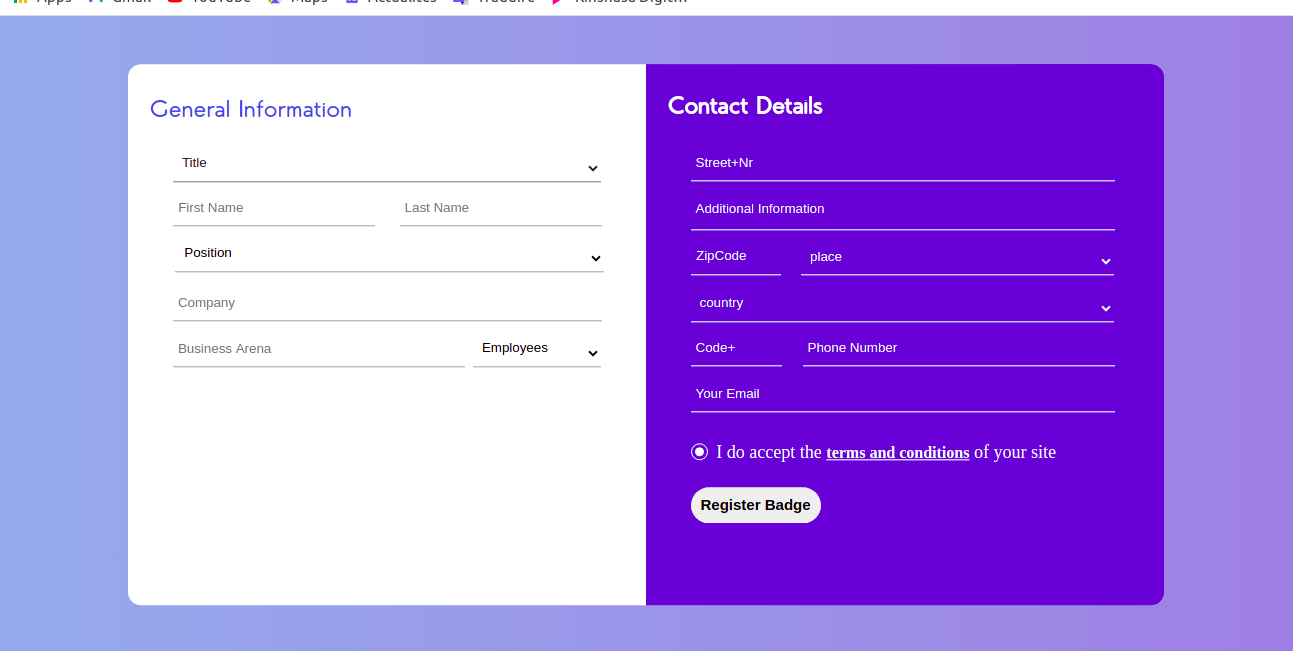 Apps Gmail YouTube Maps Actualités Traduire Kinshasa Digit...
General Information
Title
First Name Last Name
Position
Company
Business Arena Employees
Contact Details
Street+Nr
Additional Information
ZipCode place
country
Code+ Phone Number
Your Email
I do accept the terms and conditions of your site
Register Badge